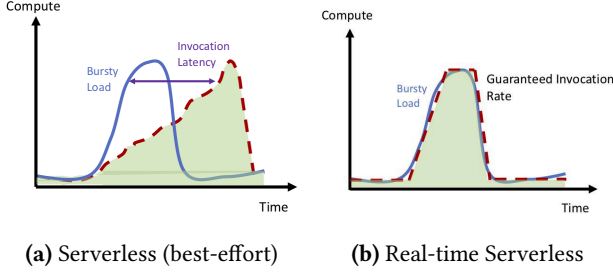 Compute
Invocation
Latency
Bursty
Load
Time
(a) Serverless (best-effort)
Compute
Guaranteed Invocation
Rate
Bursty
Load
Time
(b) Real-time Serverless